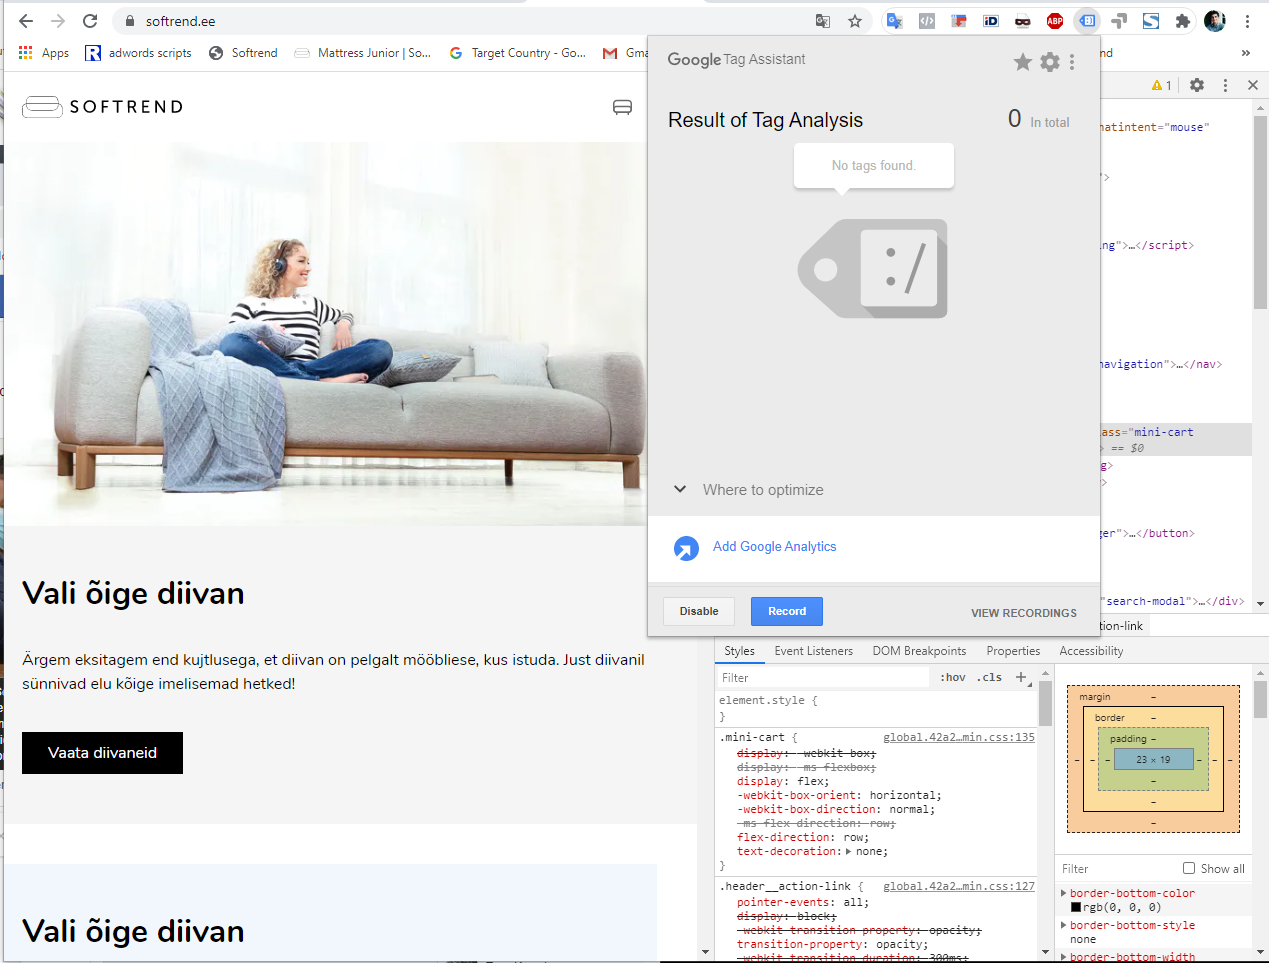 softrend.ee
Apps
adwords scripts
Softrend
Mattress Junior | So...
Target Country - Go...
Gma
nd
»
SOFTREND
Google Tag Assistant
Result of Tag Analysis
0 In total
No tags found.
:/
Where to optimize
Add Google Analytics
Disable
Record
VIEW RECORDINGS
1
natintent="mouse"
">
ing">…</script>
navigation">…</nav>
ass="mini-cart
> == $0
g>
>
ger">…</button>
"search-modal">…</div>
tion-link
Vali õige diivan
Ärgem eksitagem end kujtlusega, et diivan on pelgalt mööbliese, kus istuda. Just diivanil
sünnivad elu kõige imelisemad hetked!
Vaata diivaneid
Vali õige diivan
Styles
Event Listeners
DOM Breakpoints
Properties
Accessibility
Filter
:hov
.cls
+
element.style {
}
.mini-cart {
global.42a2…min.css:135
display: -webkit-box;
display: -ms-flexbox;
display: flex;
-webkit-box-orient: horizontal;
-webkit-box-direction: normal;
-ms-flex-direction: row;
flex-direction: row;
text-decoration: none;
}
.header__action-link {
global.42a2…min.css:127
pointer-events: all;
display: block;
-webkit-transition-property: opacity;
transition-property: opacity;
-webkit-transition-duration: 300ms;
margin
border
padding
23 × 19
Filter
Show all
border-bottom-color
rgb(0, 0, 0)
border-bottom-style
none
border-bottom-width